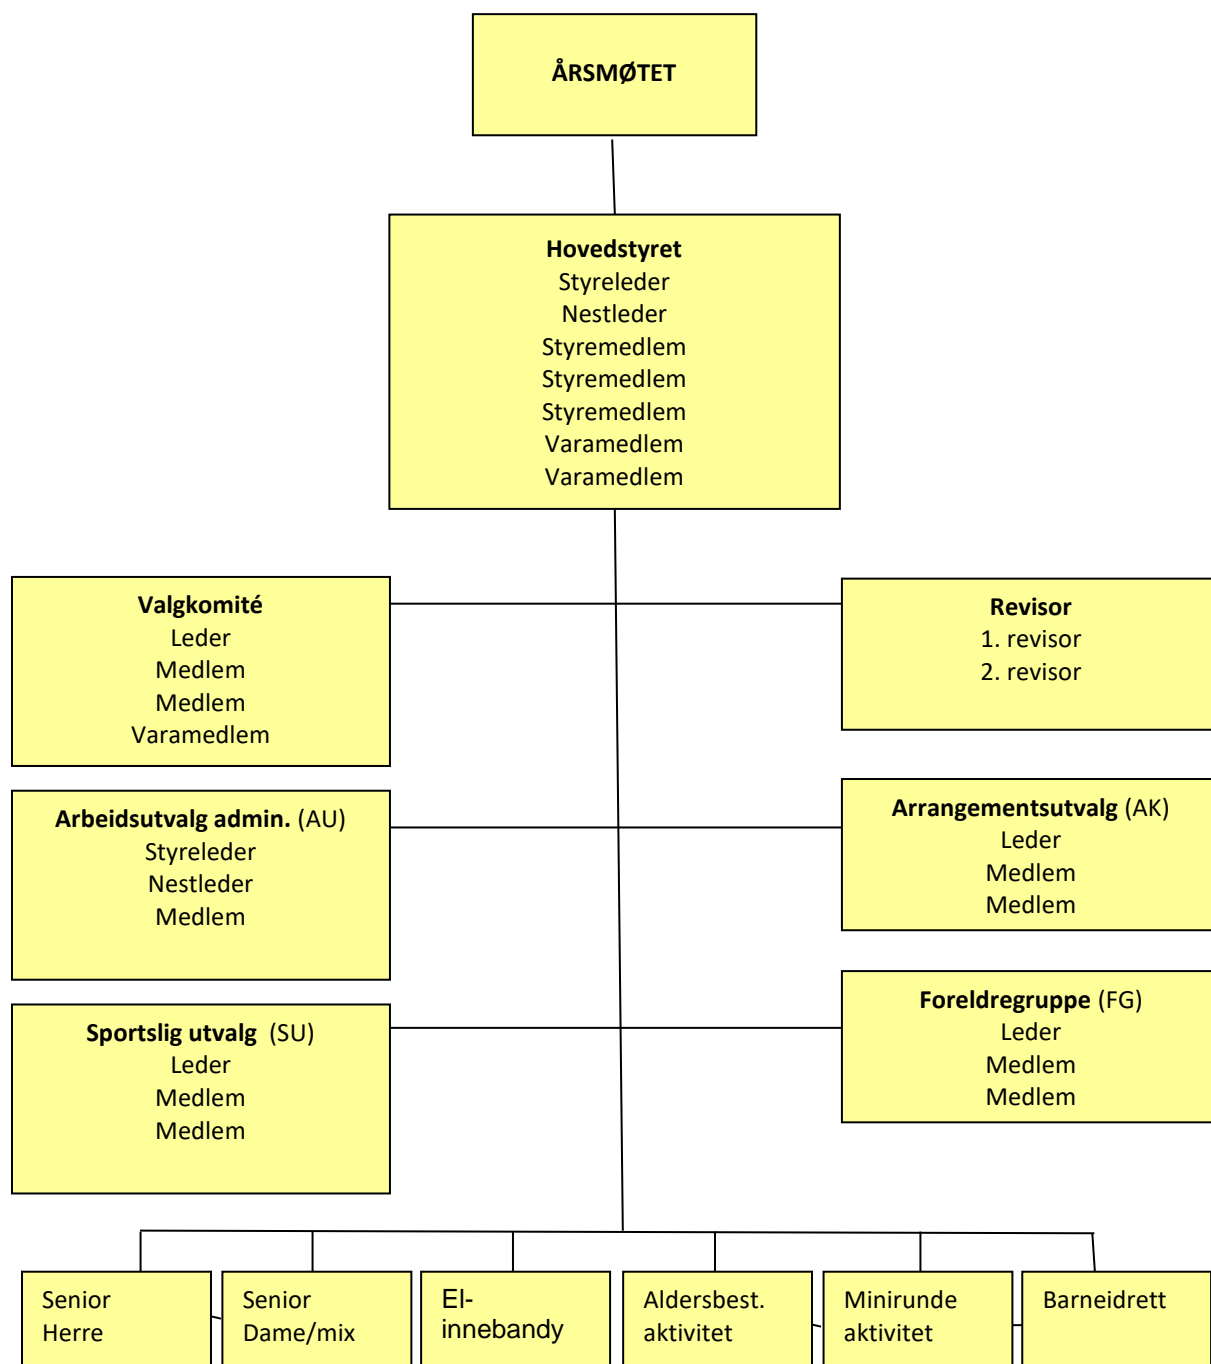 ÅRSMØTET
Hovedstyret
Styreleder
Nestleder
Styremedlem
Styremedlem
Styremedlem
Varamedlem
Varamedlem
Valgkomité
Leder
Medlem
Medlem
Varamedlem
Revisor
1. revisor
2. revisor
Arbeidsutvalg admin. (AU)
Styreleder
Nestleder
Medlem
Arrangementsutvalg (AK)
Leder
Medlem
Medlem
Sportslig utvalg (SU)
Leder
Medlem
Medlem
Foreldregruppe (FG)
Leder
Medlem
Medlem
Senior
Herre
Senior
Dame/mix
El-
innebandy
Aldersbest.
aktivitet
Minirunde
aktivitet
Barneidrett